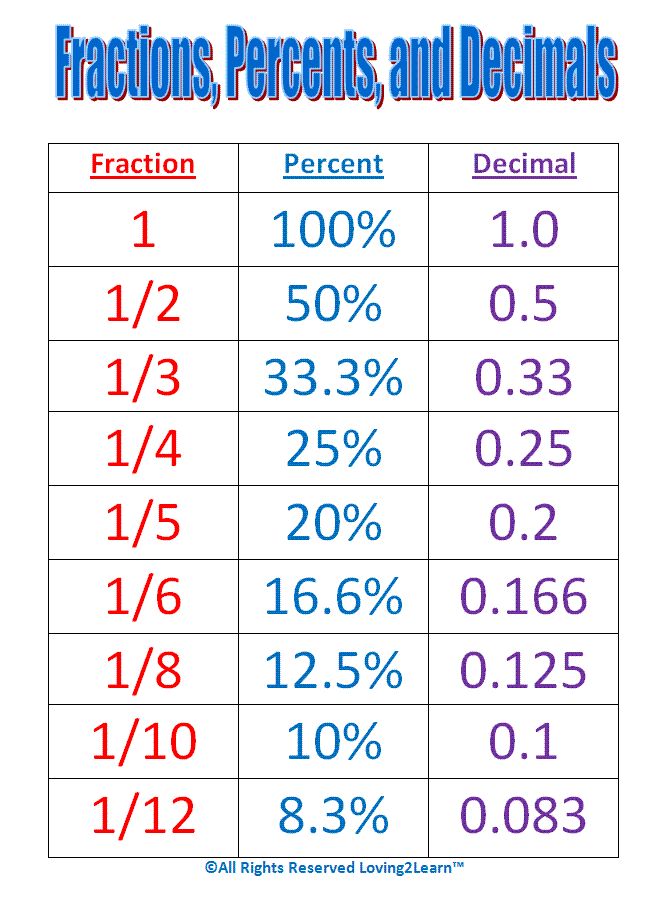 Fractions, Percents, and Decimals
Fraction Percent Decimal
1 100% 1.0
1/2 50% 0.5
1/3 33.3% 0.33
1/4 25% 0.25
1/5 20% 0.2
1/6 16.6% 0.166
1/8 12.5% 0.125
1/10 10% 0.1
1/12 8.3% 0.083
©All Rights Reserved Loving2Learn™